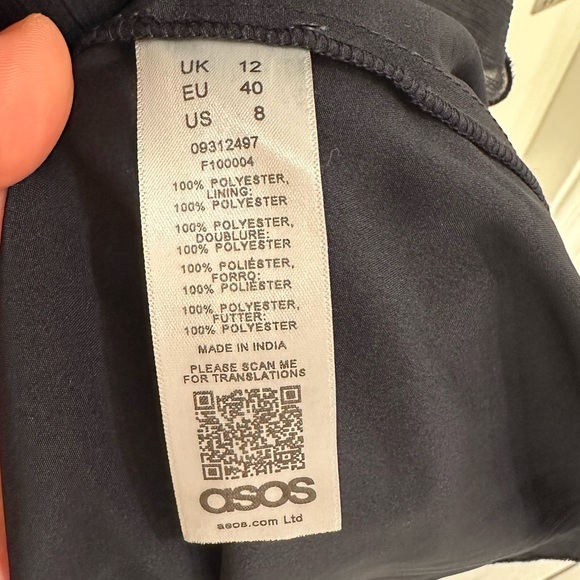 UK 12
EU 40
US 8
09312497
F100004
100% POLYESTER,
LINING:
100% POLYESTER
100% POLYESTER,
DOUBLURE:
100% POLYESTER
100% POLIÉSTER,
FORRO:
100% POLIÉSTER
100% POLYESTER,
FUTTER:
100% POLYESTER
MADE IN INDIA
PLEASE SCAN ME
FOR TRANSLATIONS
asos
asos.com Ltd